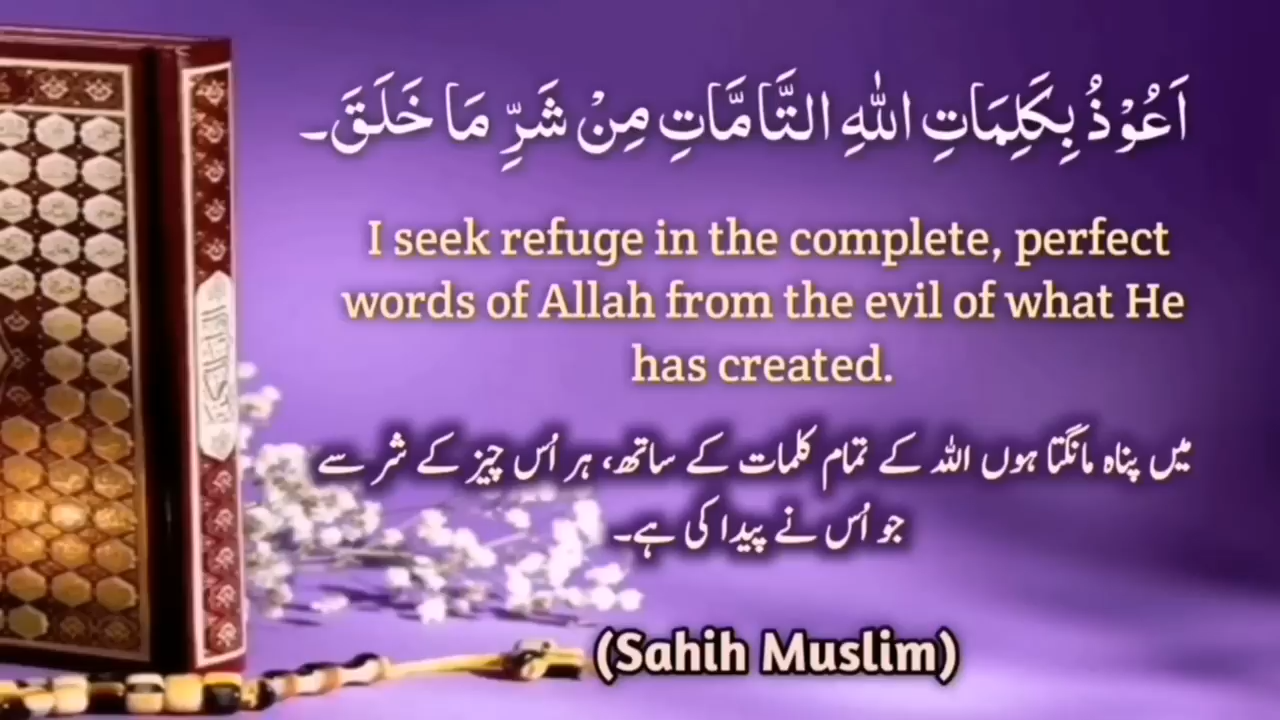 اَعُوْذُ بِكَلِمَاتِ اللّٰهِ التَّامَّاتِ مِنْ شَرِّ مَا خَلَقَ۔
I seek refuge in the complete, perfect
words of Allah from the evil of what He
has created.
میں پناہ مانگتا ہوں اللہ کے تمام کلمات کے ساتھ، ہر اُس چیز کے شر سے
جو اُس نے پیدا کی ہے۔
(Sahih Muslim)